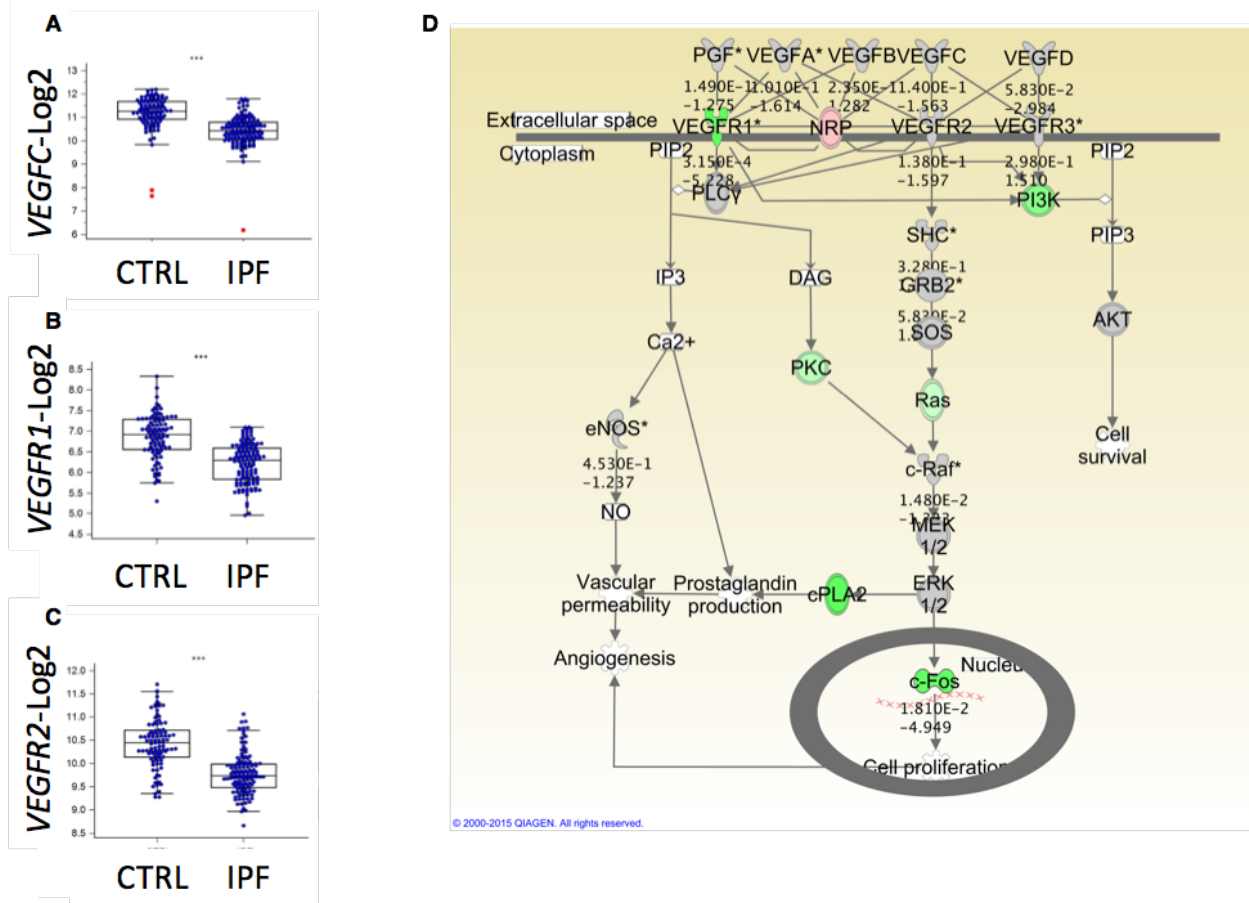 A
***
13
12
11
10
9
8
7
6
VEGFC-Log2
CTRL IPF
B
***
8.5
8.0
7.5
7.0
6.5
6.0
5.5
5.0
4.5
VEGFR1-Log2
CTRL IPF
C
***
12.0
11.5
11.0
10.5
10.0
9.5
9.0
8.5
VEGFR2-Log2
CTRL IPF
D
PGF* VEGFA* VEGFB VEGFC VEGFD
1.490E-1 1.010E-1 2.350E-1 1.400E-1 5.830E-2
-1.275 -1.614 1.282 -1.563 -2.984
Extracellular space
VEGFR1* NRP VEGFR2 VEGFR3*
Cytoplasm
PIP2 PIP2
3.150E-4 1.380E-1 2.980E-1
-5.228 -1.597 1.510
PLCγ PI3K
SHC* PIP3
3.280E-1
IP3 DAG GRB2*
5.830E-2
SOS AKT
Ca2+
PKC
Ras
eNOS* Cell
survival
4.530E-1 c-Raf*
-1.237 1.480E-2
NO MEK
1/2
Vascular
permeability
Prostaglandin
production
cPLA2 ERK
1/2
Angiogenesis
c-Fos
1.810E-2
-4.949
Cell proliferation
© 2000-2015 QIAGEN. All rights reserved.